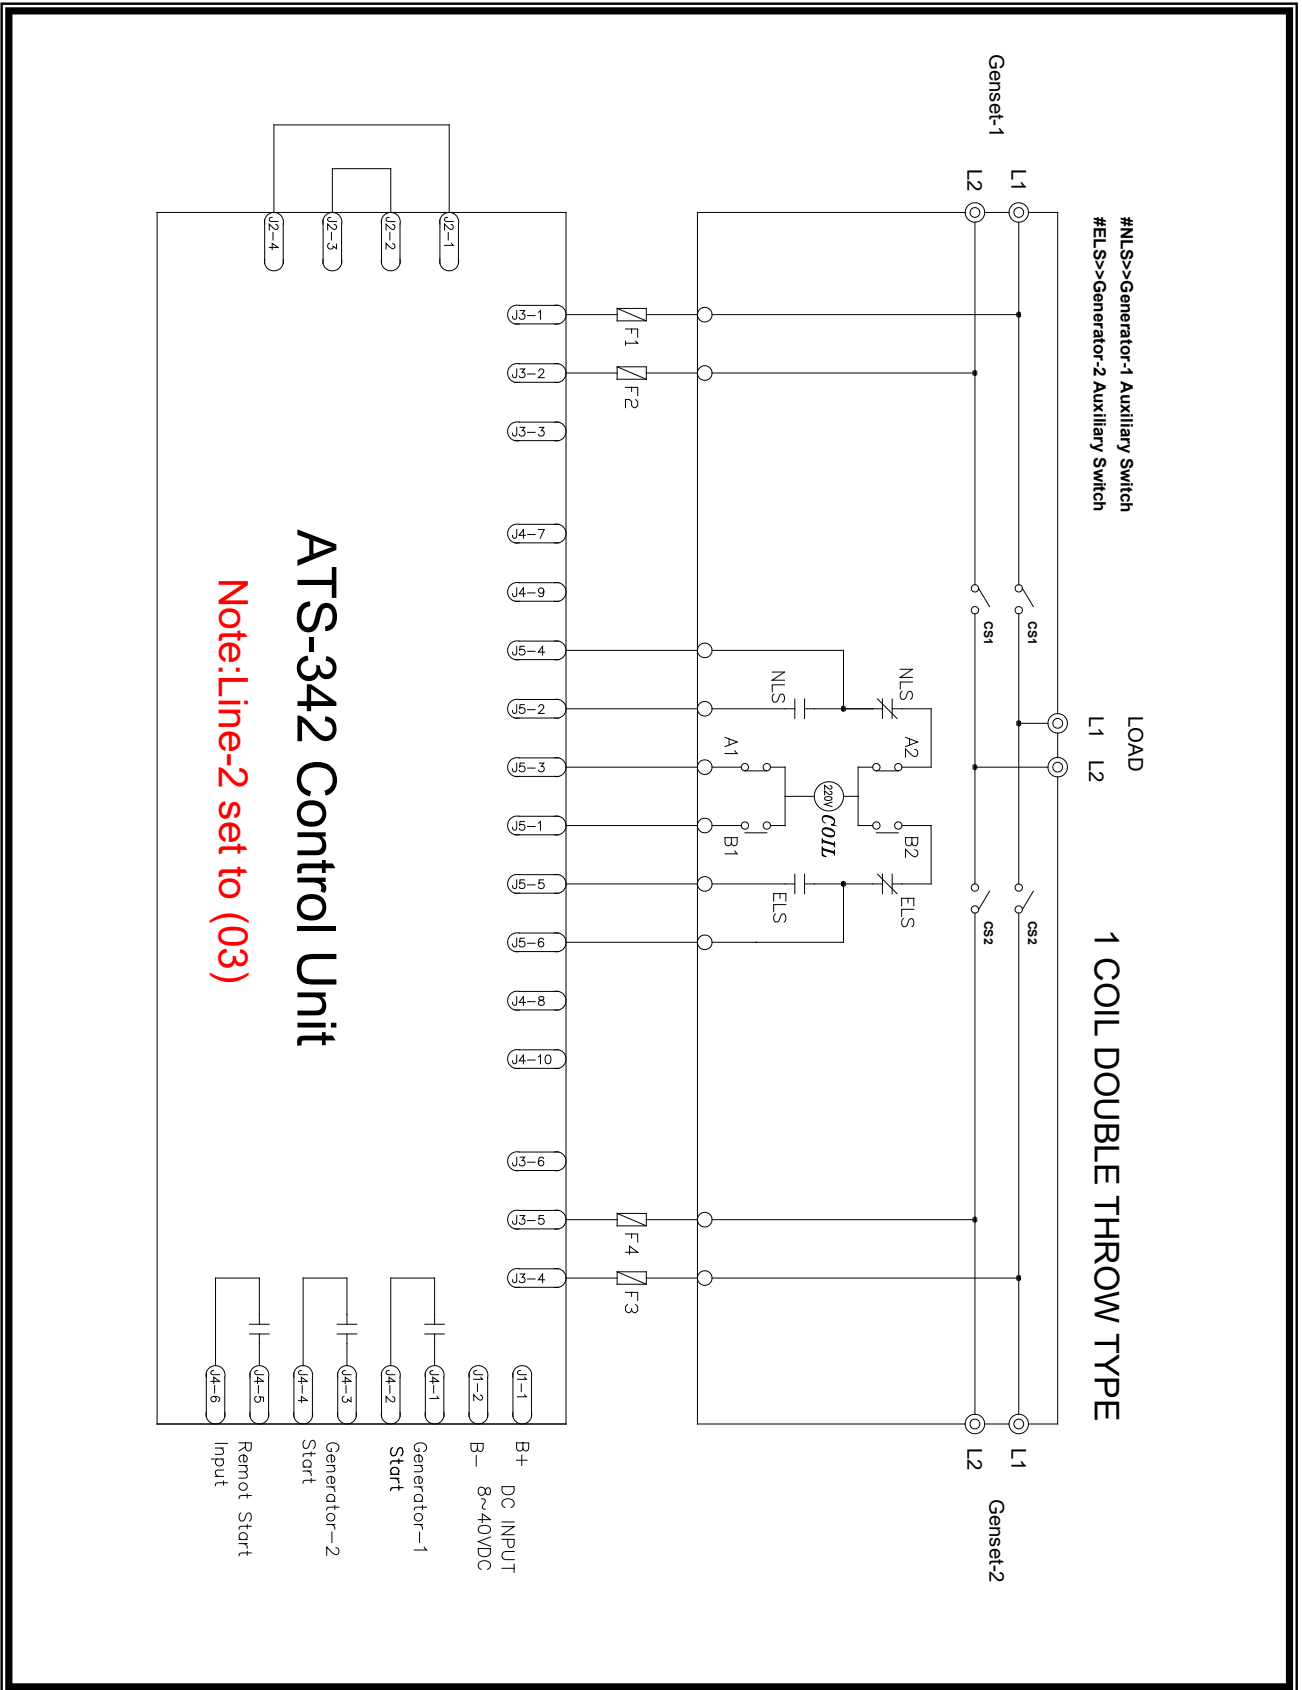 1 COIL DOUBLE THROW TYPE
#NLS>>Generator-1 Auxiliary Switch
#ELS>>Generator-2 Auxiliary Switch
LOAD
L1 L2
Genset-1
L1
L2
CS1
CS1
CS2
CS2
L1
L2
Genset-2
NLS
A2
B2
ELS
220V
COIL
NLS
A1
B1
ELS
F1
F2
F4
F3
J3-1
J3-2
J3-3
J4-7
J4-9
J5-4
J5-2
J5-3
J5-1
J5-5
J5-6
J4-8
J4-10
J3-6
J3-5
J3-4
J2-1
J2-2
J2-3
J2-4
ATS-342 Control Unit
Note:Line-2 set to (03)
J1-1
B+
J1-2
B-
DC INPUT
8~40VDC
J4-1
J4-2
Generator-1
Start
J4-3
J4-4
Generator-2
Start
J4-5
J4-6
Remot Start
Input